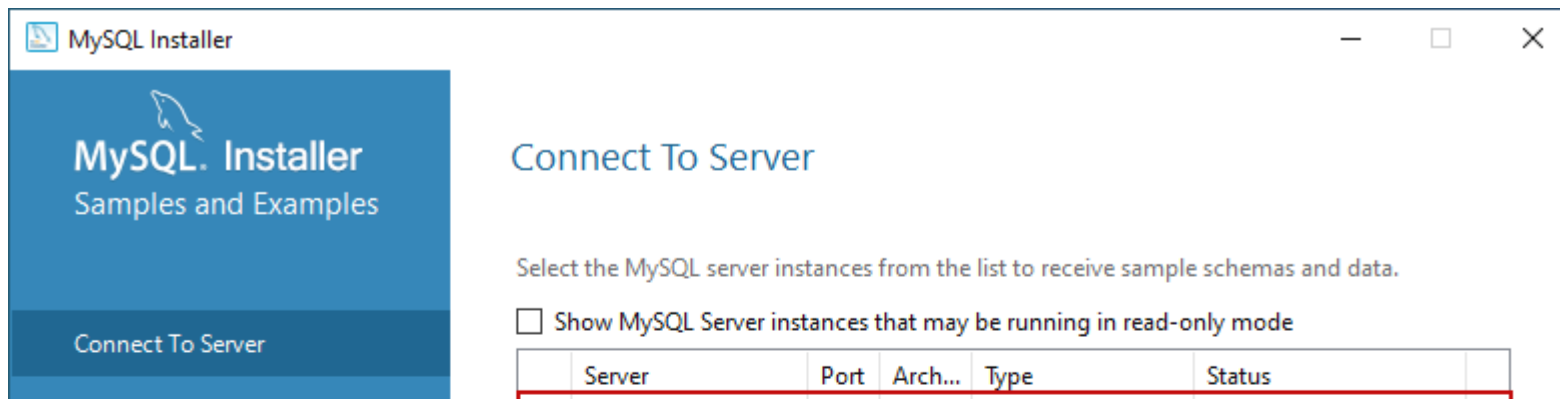 MySQL Installer
MySQL. Installer
Samples and Examples
Connect To Server
Connect To Server
Select the MySQL server instances from the list to receive sample schemas and data.
Show MySQL Server instances that may be running in read-only mode
Server Port Arch... Type Status